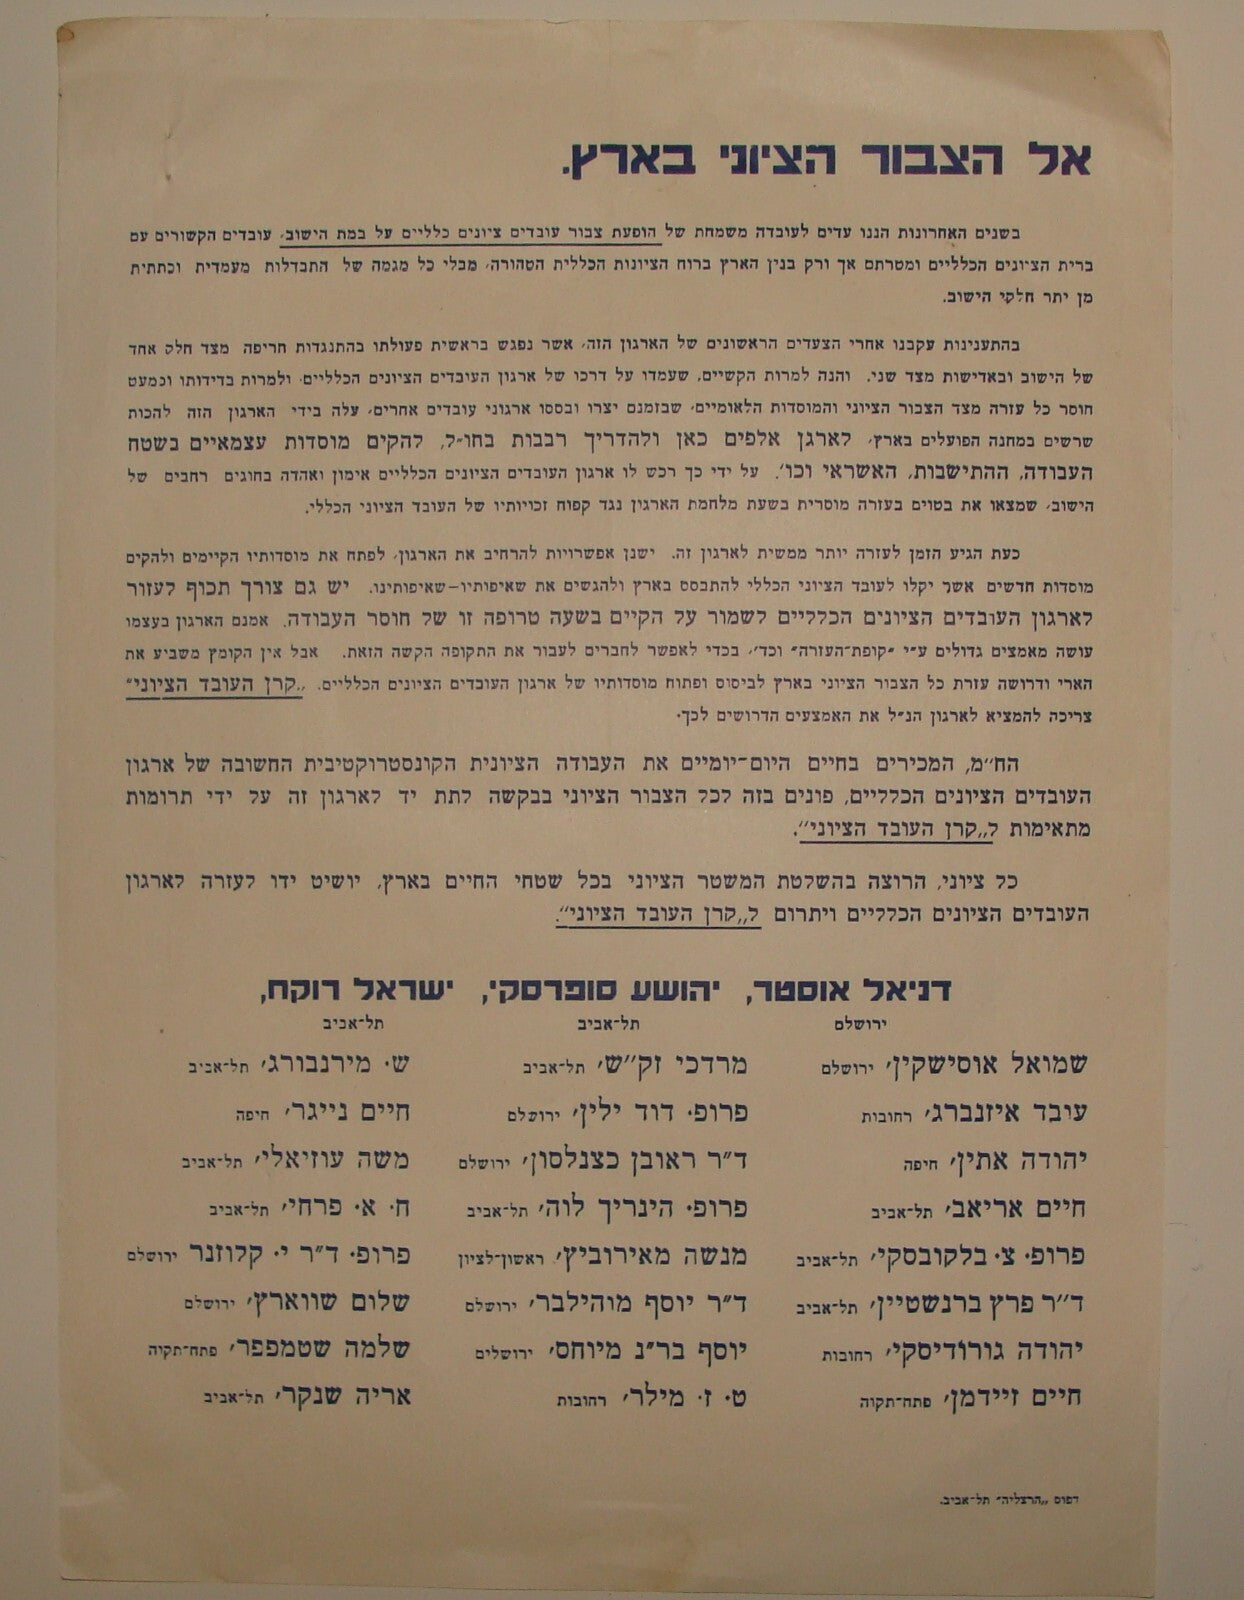 אל הצבור הציוני בארץ.
בשנים האחרונות הננו עדים לעובדה משמחת של הופעת צבור עובדים ציונים כלליים על במת הישוב, עובדים הקשורים עם
ברית הציונים הכלליים ומטרתם אך ורק בנין הארץ ברוח הציונות הכללית הטהורה, מבלי כל מגמה של התבדלות מעמדית וכתתית
מן יתר חלקי הישוב.
בהתענינות עקבנו אחרי הצעדים הראשונים של הארגון הזה, אשר נפגש בראשית פעולתו בהתנגדות חריפה מצד חלק אחד
של הישוב ובאדישות מצד שני. והנה למרות הקשיים, שעמדו על דרכו של ארגון העובדים הציונים הכלליים, ולמרות בדידותו וכמעט
חוסר כל עזרה מצד הצבור הציוני והמוסדות הלאומיים, שבזמנם יצרו ובססו ארגוני עובדים אחרים, עלה בידי הארגון הזה להכות
שרשים במחנה הפועלים בארץ, לארגן אלפים כאן ולהדריך רבבות בחו״ל, להקים מוסדות עצמאיים בשטח
העבודה, ההתישבות, האשראי וכו׳. על ידי כך רכש לו ארגון העובדים הציונים הכלליים אימון ואהדה בחוגים רחבים של
הישוב, שמצאו את בטוים בעזרה מוסרית בשעת מלחמת הארגון נגד קפוח זכויותיו של העובד הציוני הכללי.
כעת הגיע הזמן לעזרה יותר ממשית לארגון זה. ישנן אפשרויות להרחיב את הארגון, לפתח את מוסדותיו הקיימים ולהקים
מוסדות חדשים אשר יקלו לעובד הציוני הכללי להתבסס בארץ ולהגשים את שאיפותיו–שאיפותינו. יש גם צורך תכוף לעזור
לארגון העובדים הציונים הכלליים לשמור על הקיים בשעה טרופה זו של חוסר העבודה. אמנם הארגון בעצמו
עושה מאמצים גדולים ע״י ״קופת-העזרה״ וכד׳, בכדי לאפשר לחברים לעבור את התקופה הקשה הזאת. אבל אין הקומץ משביע את
הארי ודרושה עזרת כל הצבור הציוני בארץ לביסוס ופתוח מוסדותיו של ארגון העובדים הציונים הכלליים. „קרן העובד הציוני״
צריכה להמציא לארגון הנ״ל את האמצעים הדרושים לכך.
הח״מ, המכירים בחיים היום־יומיים את העבודה הציונית הקונסטרוקטיבית החשובה של ארגון
העובדים הציונים הכלליים, פונים בזה לכל הצבור הציוני בבקשה לתת יד לארגון זה על ידי תרומות
מתאימות ל„קרן העובד הציוני״.
כל ציוני, הרוצה בהשלטת המשטר הציוני בכל שטחי החיים בארץ, יושיט ידו לעזרה לארגון
העובדים הציונים הכלליים ויתרום ל„קרן העובד הציוני״.
דניאל אוסטר, יהושע סופרסקי, ישראל רוקח,
ירושלם תל־אביב תל־אביב
שמואל אוסישקין, ירושלם מרדכי זק״ש, תל־אביב ש. מירנבורג, תל־אביב
עובד איזנברג, רחובות פרופ. דוד ילין, ירושלם חיים נייגר, חיפה
יהודה אתין, חיפה ד״ר ראובן כצנלסון, ירושלם משה עוזיאלי, תל־אביב
חיים אריאב, תל־אביב פרופ. הינריך לוה, תל־אביב ח. א. פרחי, תל־אביב
פרופ. צ. בלקובסקי, תל־אביב מנשה מאירוביץ, ראשון־לציון פרופ. ד״ר י. קלוזנר ירושלם
ד״ר פרץ ברנשטיין, תל־אביב ד״ר יוסף מוהילבר, ירושלם שלום שווארץ, ירושלם
יהודה גורודיסקי, רחובות יוסף בר״נ מיוחס, ירושלים שלמה שטמפפר, פתח־תקוה
חיים זיידמן, פתח־תקוה ט. ז. מילר, רחובות אריה שנקר, תל־אביב
דפוס „הרצליה״ תל־אביב.